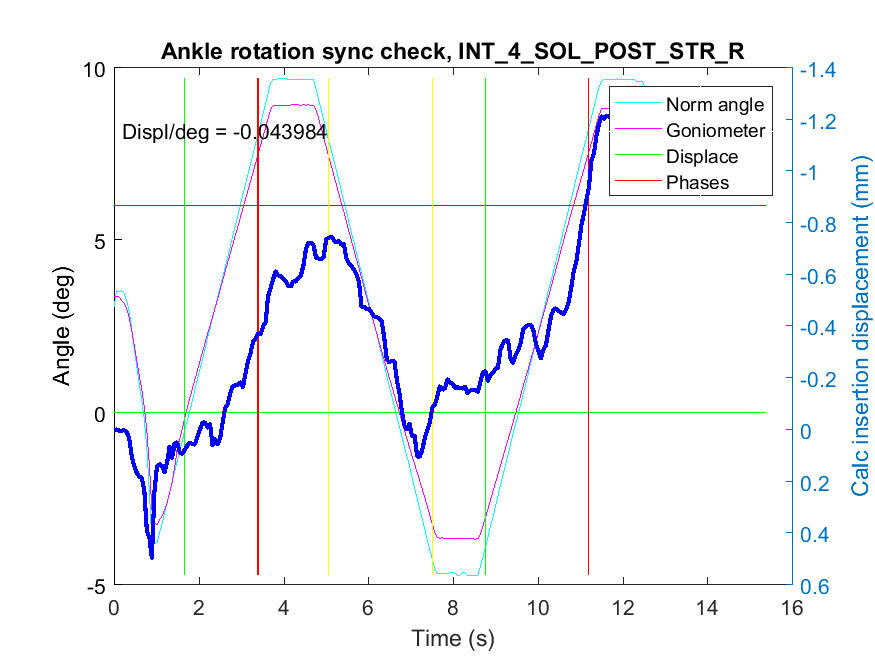 Ankle rotation sync check, INT_4_SOL_POST_STR_R
Displ/deg = -0.043984
Norm angle
Goniometer
Displace
Phases
Angle (deg)
10
5
0
-5
0 2 4 6 8 10 12 14 16
Time (s)
-1.4
-1.2
-1
-0.8
-0.6
-0.4
-0.2
0
0.2
0.4
0.6
Calc insertion displacement (mm)